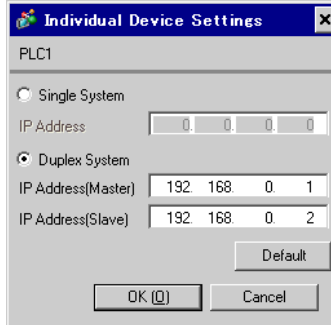 Individual Device Settings
PLC1
Single System
IP Address 0. 0. 0. 0
Duplex System
IP Address(Master) 192. 168. 0. 1
IP Address(Slave) 192. 168. 0. 2
Default
OK (O) Cancel